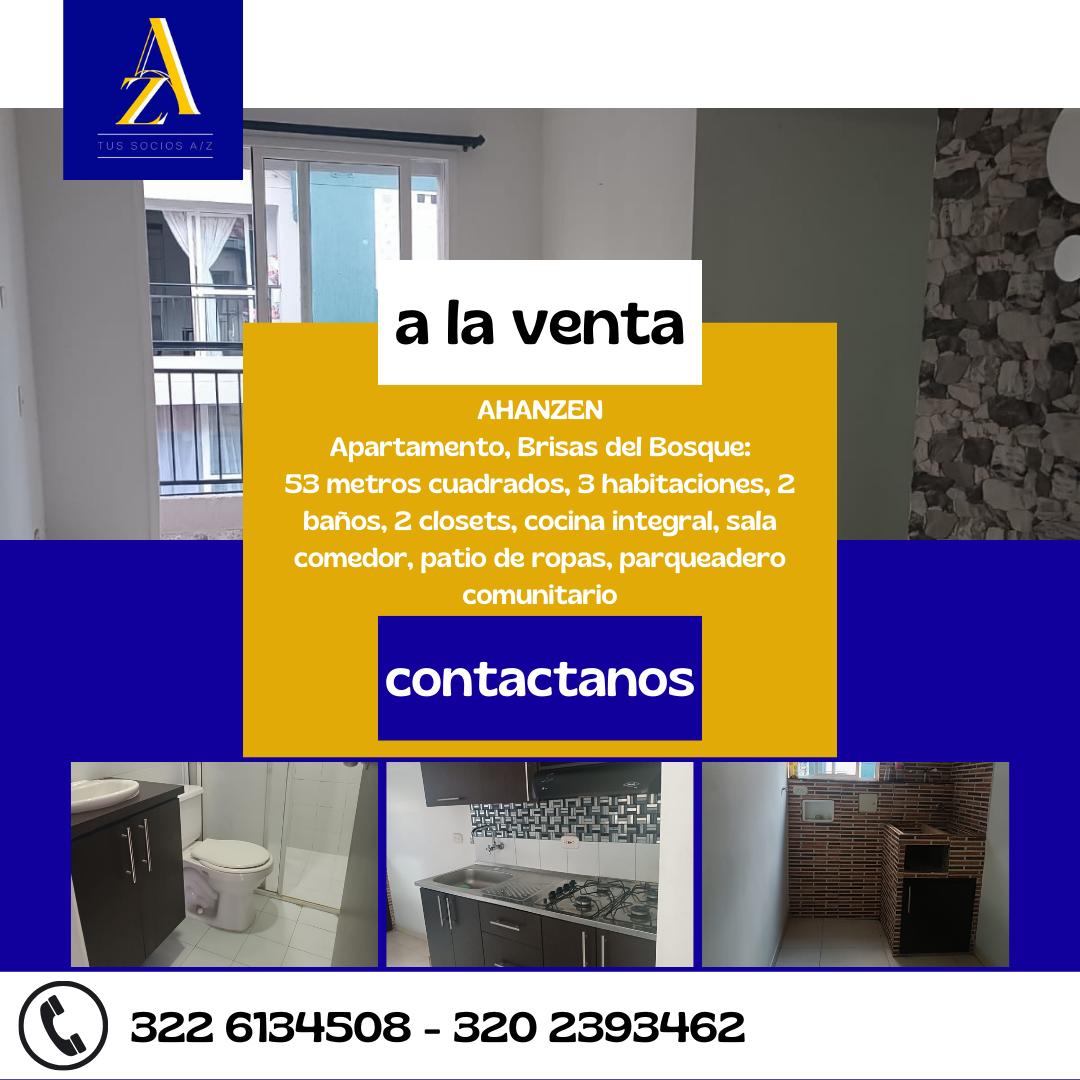 AZ
TUS SOCIOS A/Z
a la venta
AHANZEN
Apartamento, Brisas del Bosque:
53 metros cuadrados, 3 habitaciones, 2
baños, 2 closets, cocina integral, sala
comedor, patio de ropas, parqueadero
comunitario
contactanos
322 6134508 - 320 2393462